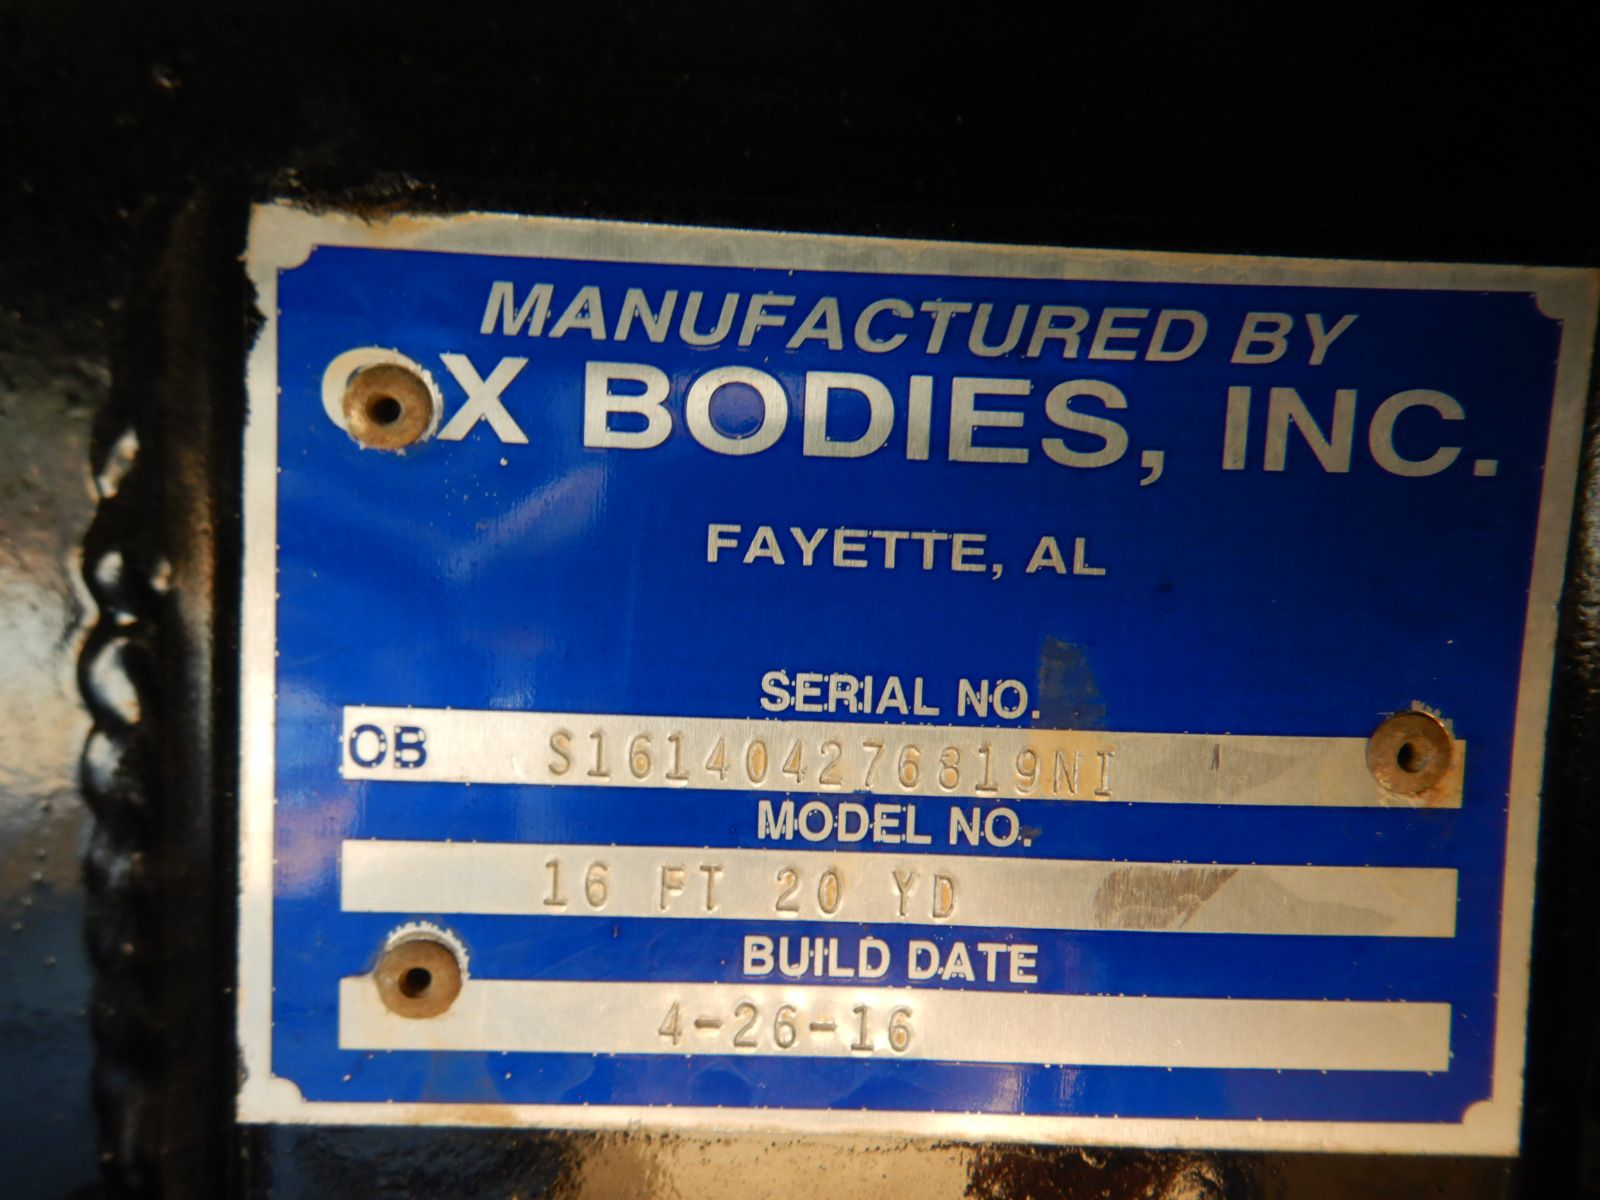 MANUFACTURED BY
OX BODIES, INC.
FAYETTE, AL
SERIAL NO.
OB S161404276819NI
MODEL NO.
16 FT 20 YD
BUILD DATE
4-26-16